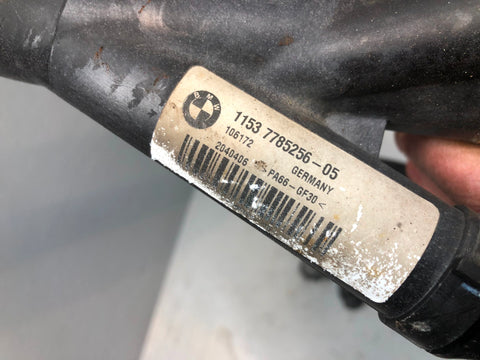 BMW
1153 7785256-05
106172 GERMANY
2040406 >PA66-GF30<